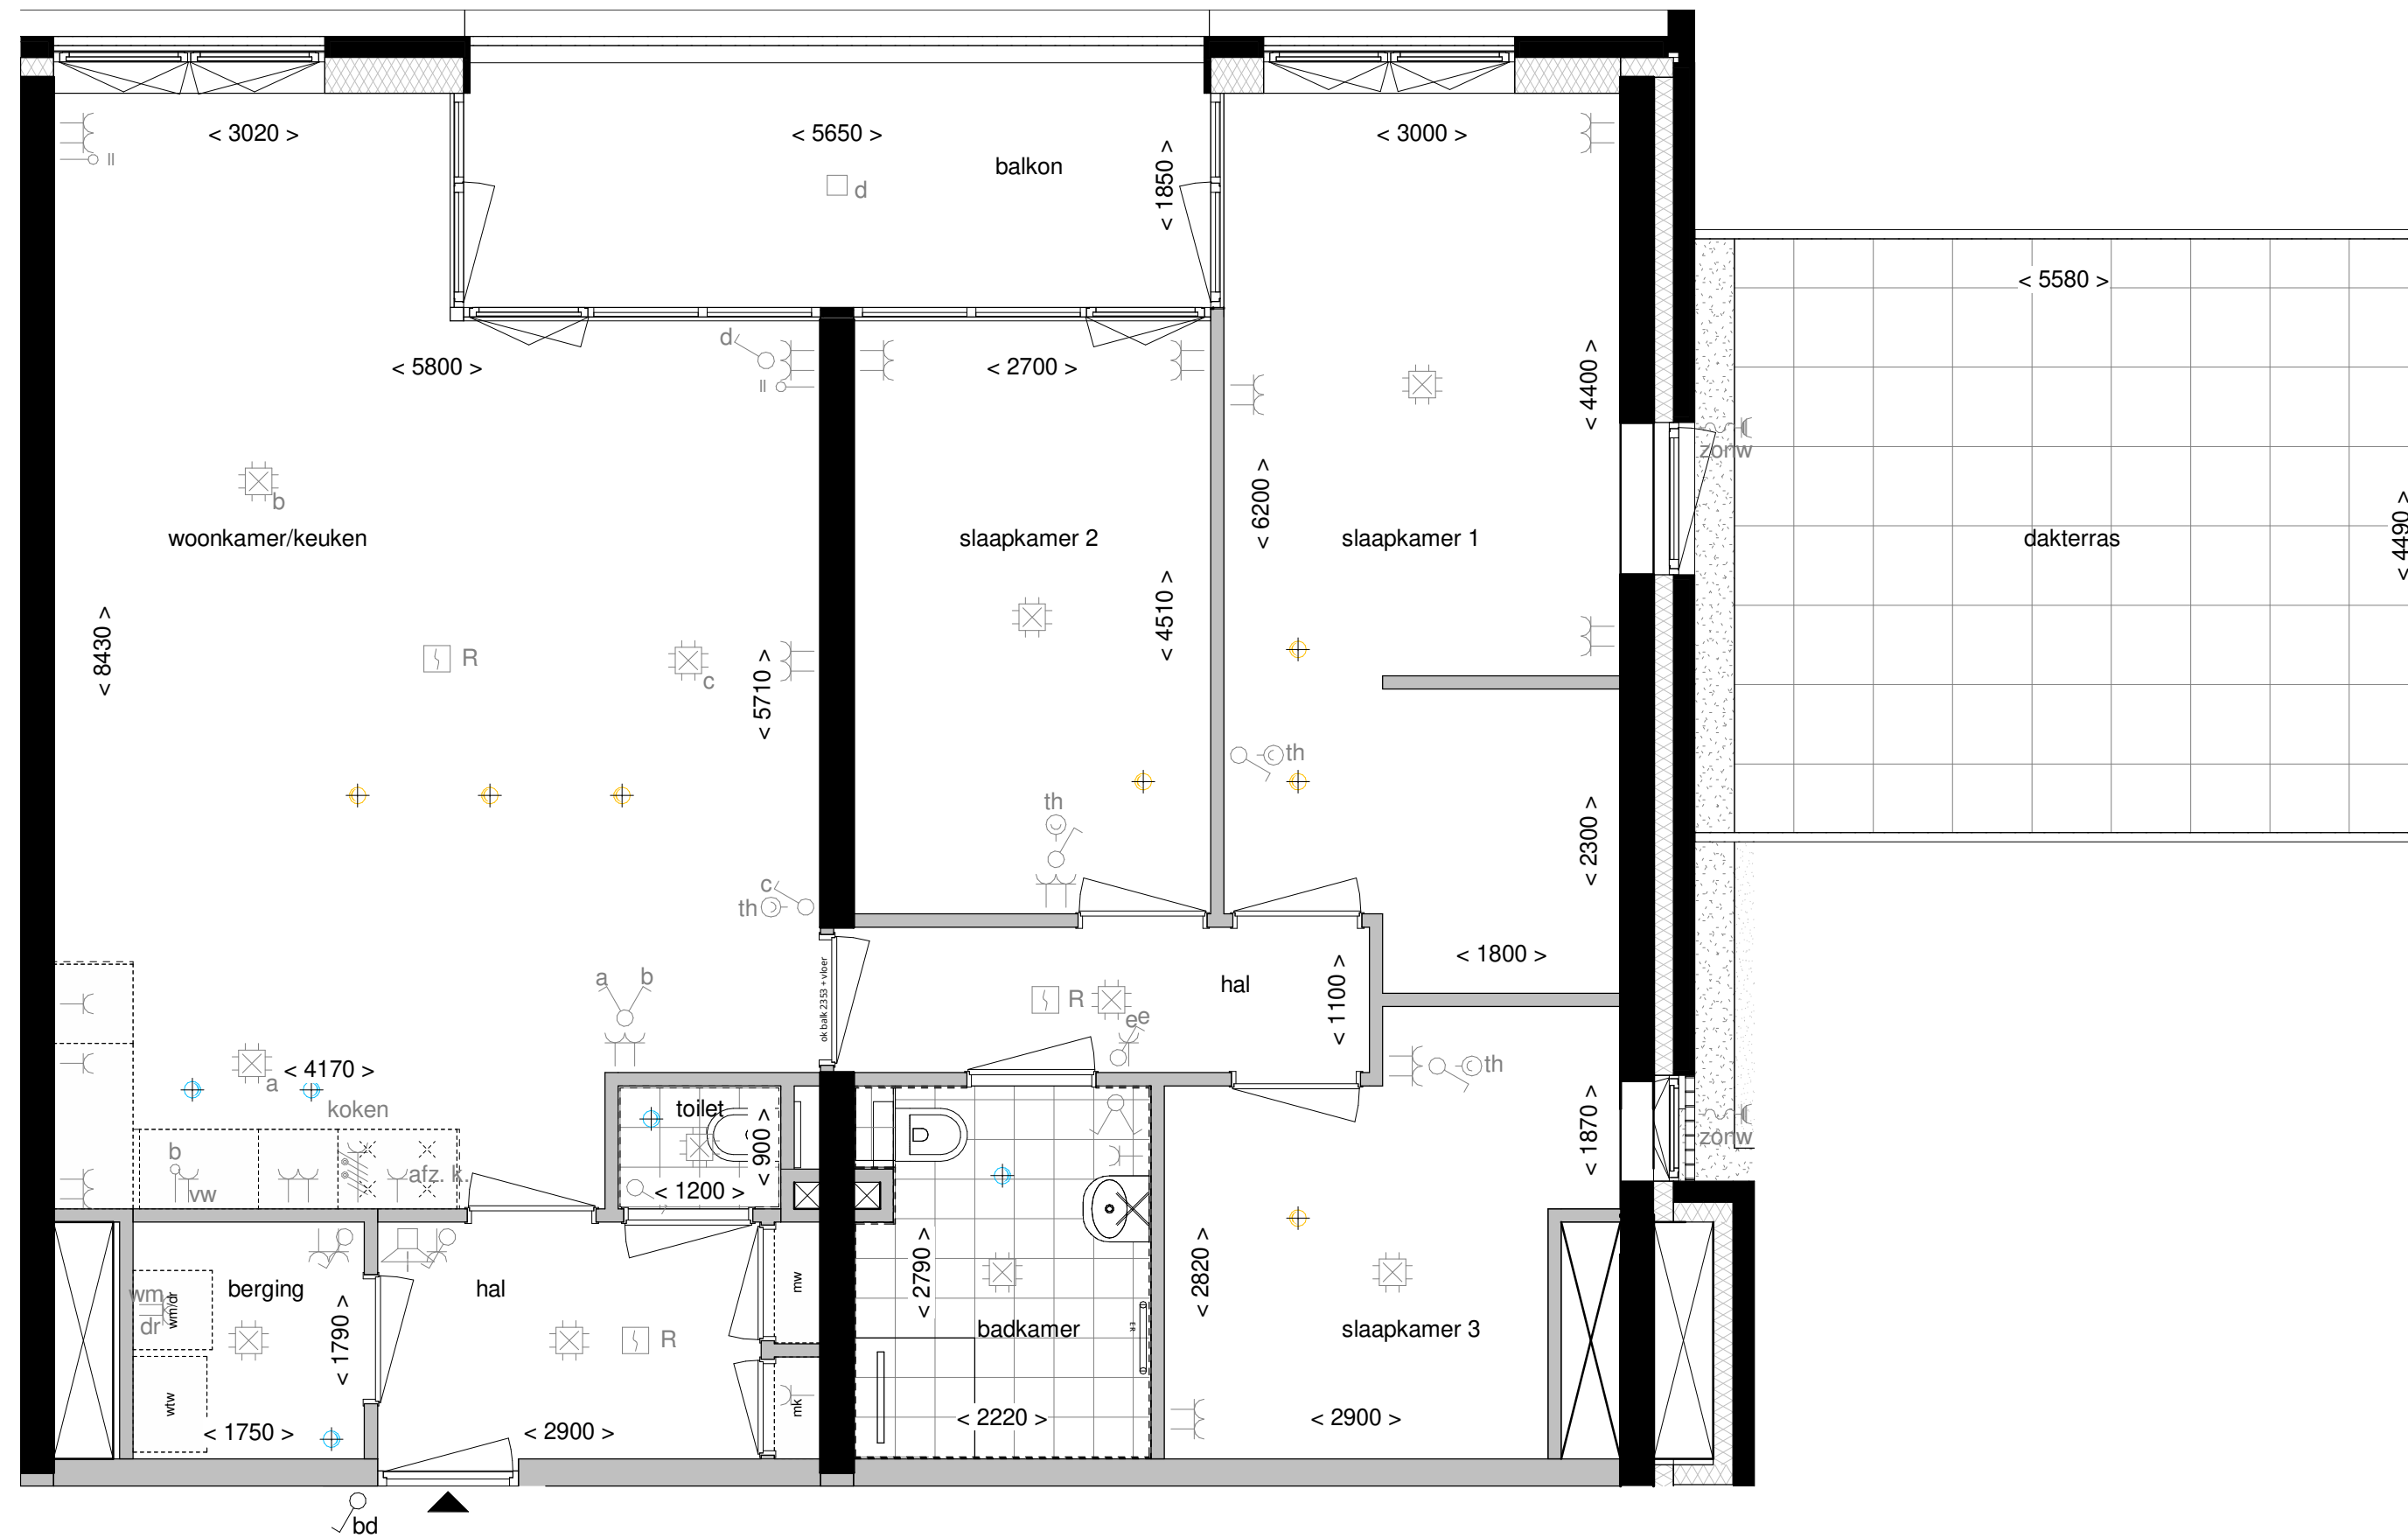 < 3020 >
< 5650 >
< 3000 >
balkon
< 1850 >
d
II
< 5580 >
d
< 5800 >
< 2700 >
II
< 4400 >
zonw
b
< 6200 >
woonkamer/keuken
slaapkamer 2
slaapkamer 1
dakterras
< 4490 >
< 8430 >
R
c
< 5710 >
< 4510 >
th
th
< 2300 >
c
th
< 1800 >
a
b
ok balk 2353 + vloer
hal
R
ee
< 1100 >
a
< 4170 >
koken
th
toilet
< 900 >
< 1870 >
zonw
b
vw
afz. k.
< 1200 >
< 2790 >
< 2820 >
berging
hal
mw
wm
dr
wm/dr
< 1790 >
R
badkamer
ER
slaapkamer 3
wtw
mk
< 1750 >
< 2900 >
< 2220 >
< 2900 >
bd